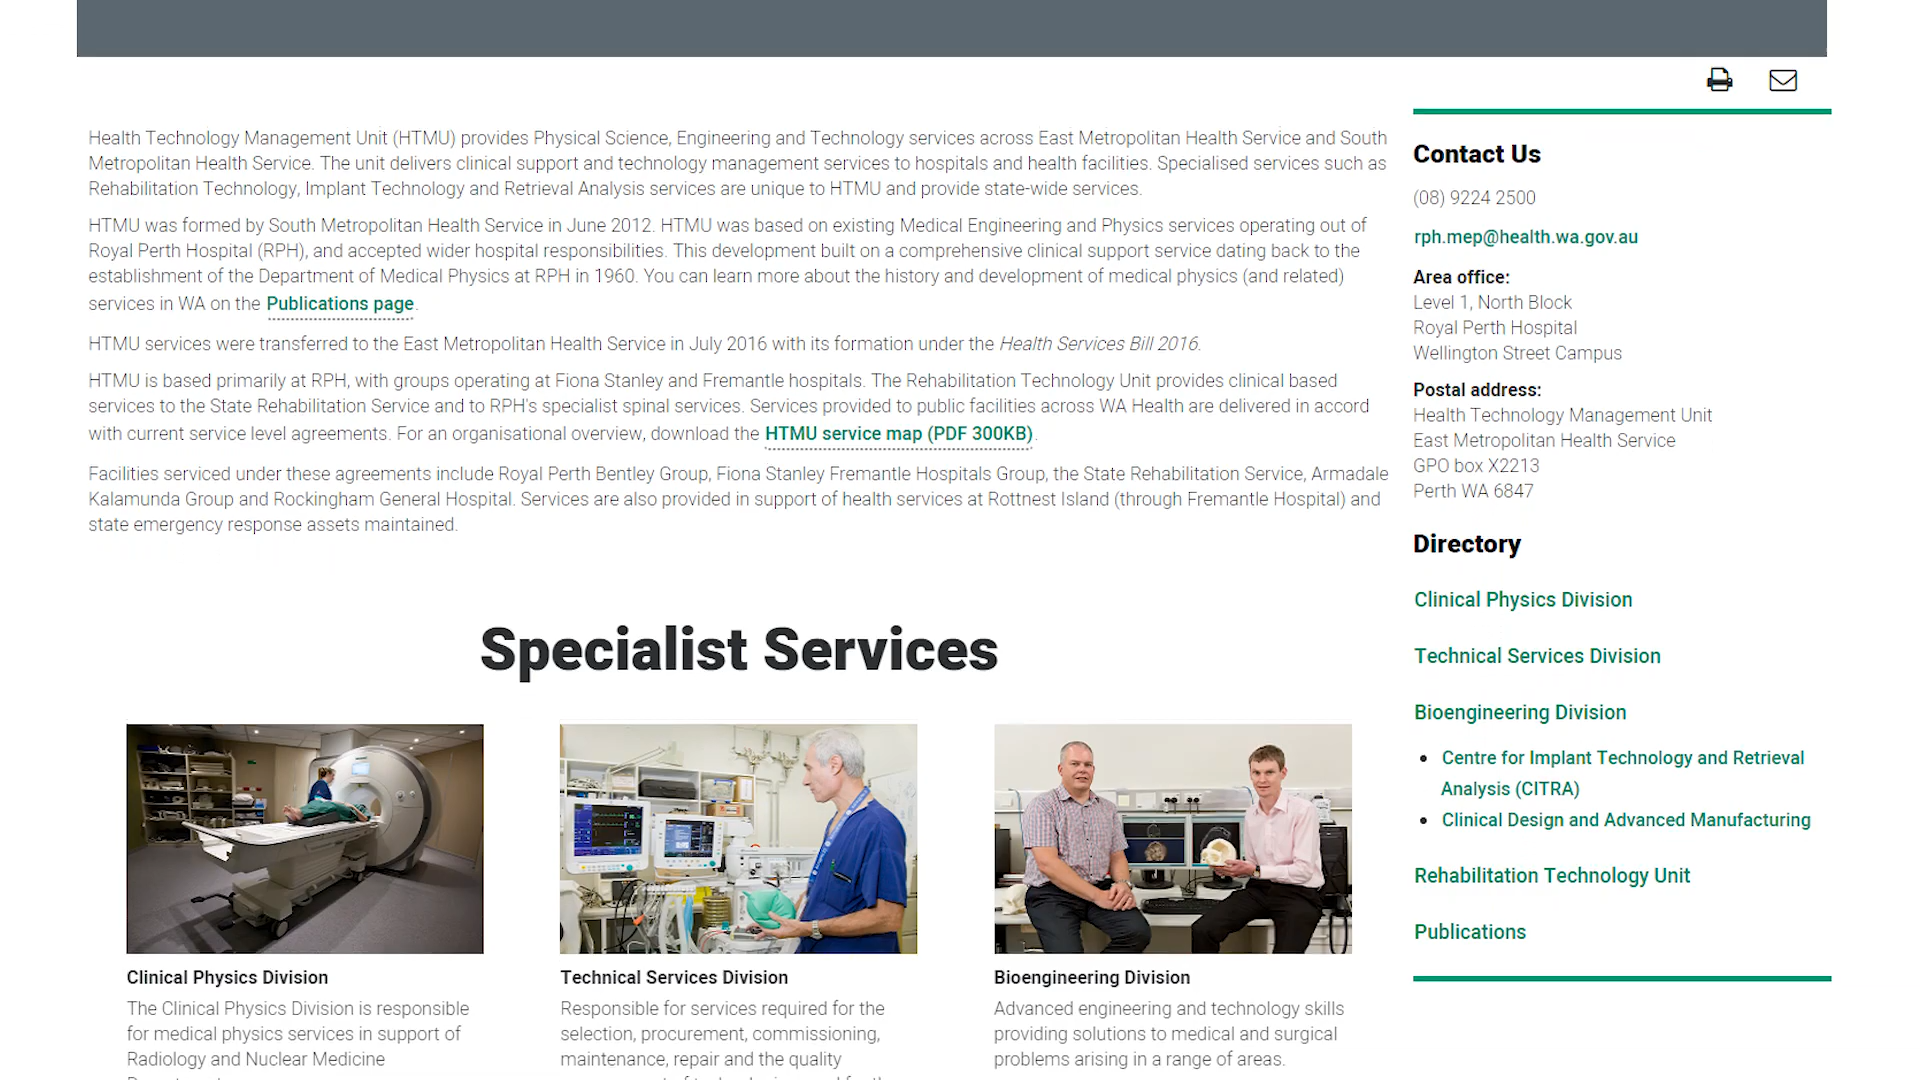 Health Technology Management Unit (HTMU) provides Physical Science, Engineering and Technology services across East Metropolitan Health Service and South
Metropolitan Health Service. The unit delivers clinical support and technology management services to hospitals and health facilities. Specialised services such as
Rehabilitation Technology, Implant Technology and Retrieval Analysis services are unique to HTMU and provide state-wide services.
HTMU was formed by South Metropolitan Health Service in June 2012. HTMU was based on existing Medical Engineering and Physics services operating out of
Royal Perth Hospital (RPH), and accepted wider hospital responsibilities. This development built on a comprehensive clinical support service dating back to the
establishment of the Department of Medical Physics at RPH in 1960. You can learn more about the history and development of medical physics (and related)
services in WA on the Publications page.
HTMU services were transferred to the East Metropolitan Health Service in July 2016 with its formation under the Health Services Bill 2016.
HTMU is based primarily at RPH, with groups operating at Fiona Stanley and Fremantle hospitals. The Rehabilitation Technology Unit provides clinical based
services to the State Rehabilitation Service and to RPH's specialist spinal services. Services provided to public facilities across WA Health are delivered in accord
with current service level agreements. For an organisational overview, download the HTMU service map (PDF 300KB).
Facilities serviced under these agreements include Royal Perth Bentley Group, Fiona Stanley Fremantle Hospitals Group, the State Rehabilitation Service, Armadale
Kalamunda Group and Rockingham General Hospital. Services are also provided in support of health services at Rottnest Island (through Fremantle Hospital) and
state emergency response assets maintained.
Specialist Services
Clinical Physics Division
The Clinical Physics Division is responsible
for medical physics services in support of
Radiology and Nuclear Medicine
Technical Services Division
Responsible for services required for the
selection, procurement, commissioning,
maintenance, repair and the quality
Bioengineering Division
Advanced engineering and technology skills
providing solutions to medical and surgical
problems arising in a range of areas.
Contact Us
(08) 9224 2500
rph.mep@health.wa.gov.au
Area office:
Level 1, North Block
Royal Perth Hospital
Wellington Street Campus
Postal address:
Health Technology Management Unit
East Metropolitan Health Service
GPO box X2213
Perth WA 6847
Directory
Clinical Physics Division
Technical Services Division
Bioengineering Division
• Centre for Implant Technology and Retrieval
Analysis (CITRA)
• Clinical Design and Advanced Manufacturing
Rehabilitation Technology Unit
Publications